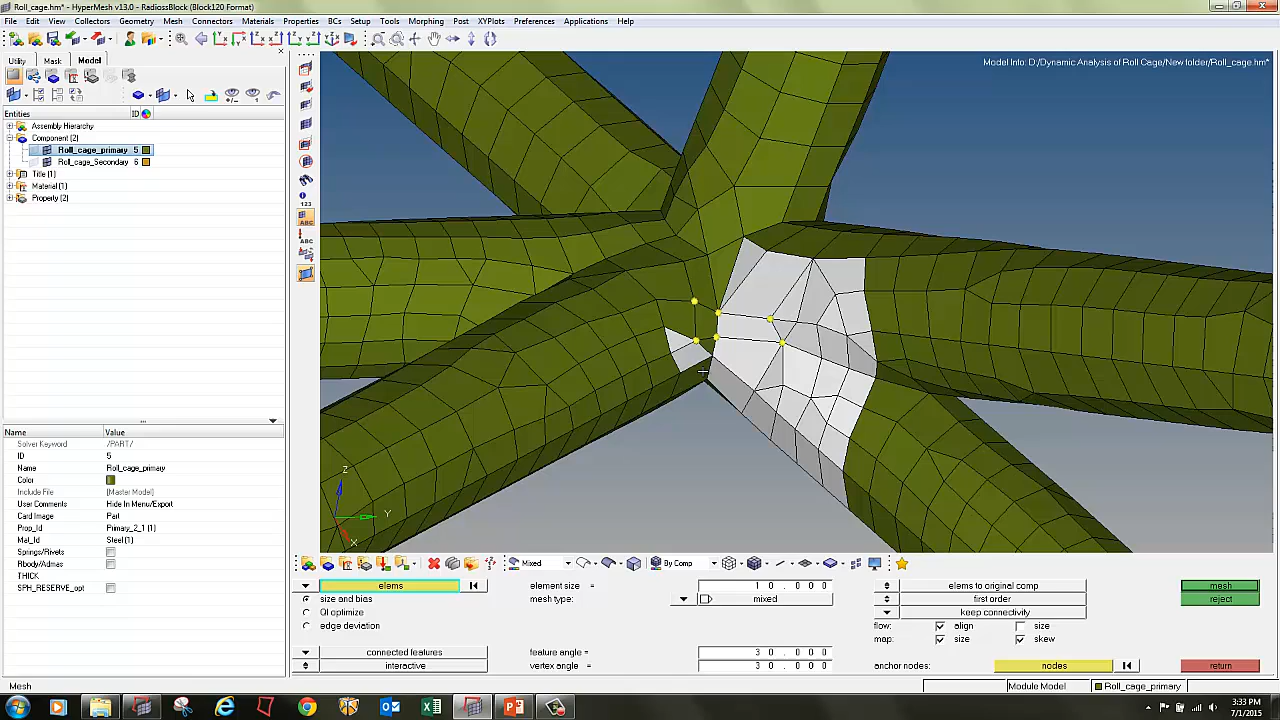 Roll_cage.hm* - HyperMesh v13.0 - RadiossBlock (Block120 Format)
File Edit View Collectors Geometry Mesh Connectors Materials Properties BCs Setup Tools Morphing Post XYPlots Preferences Applications Help
Utility Mask Model
Model Info: D:/Dynamic Analysis of Roll Cage/New folder/Roll_cage.hm*
Entities ID
Assembly Hierarchy
Component (2)
Roll_cage_primary 5
Roll_cage_Secondary 6
Title (1)
Material (1)
Property (2)
123
ABC
ABC
Name Value
Solver Keyword /PART/
ID 5
Name Roll_cage_primary
Color
Include File [Master Model]
User Comments Hide In Menu/Export
Card Image Part
Prop_Id Primary_2_1 (1)
Mat_Id Steel (1)
Springs/Rivets
Rbody/Admas
THICK
SPH_RESERVE_opt
Z
Y
X
Mixed By Comp
elems
size and bias
QI optimize
edge deviation
connected features
interactive
element size = 10.000
mesh type: mixed
feature angle = 30.000
vertex angle = 30.000
elems to original comp
first order
keep connectivity
flow: align size
map: size skew
anchor nodes: nodes
mesh
reject
return
Mesh
Module Model Roll_cage_primary
3:33 PM
7/1/2015